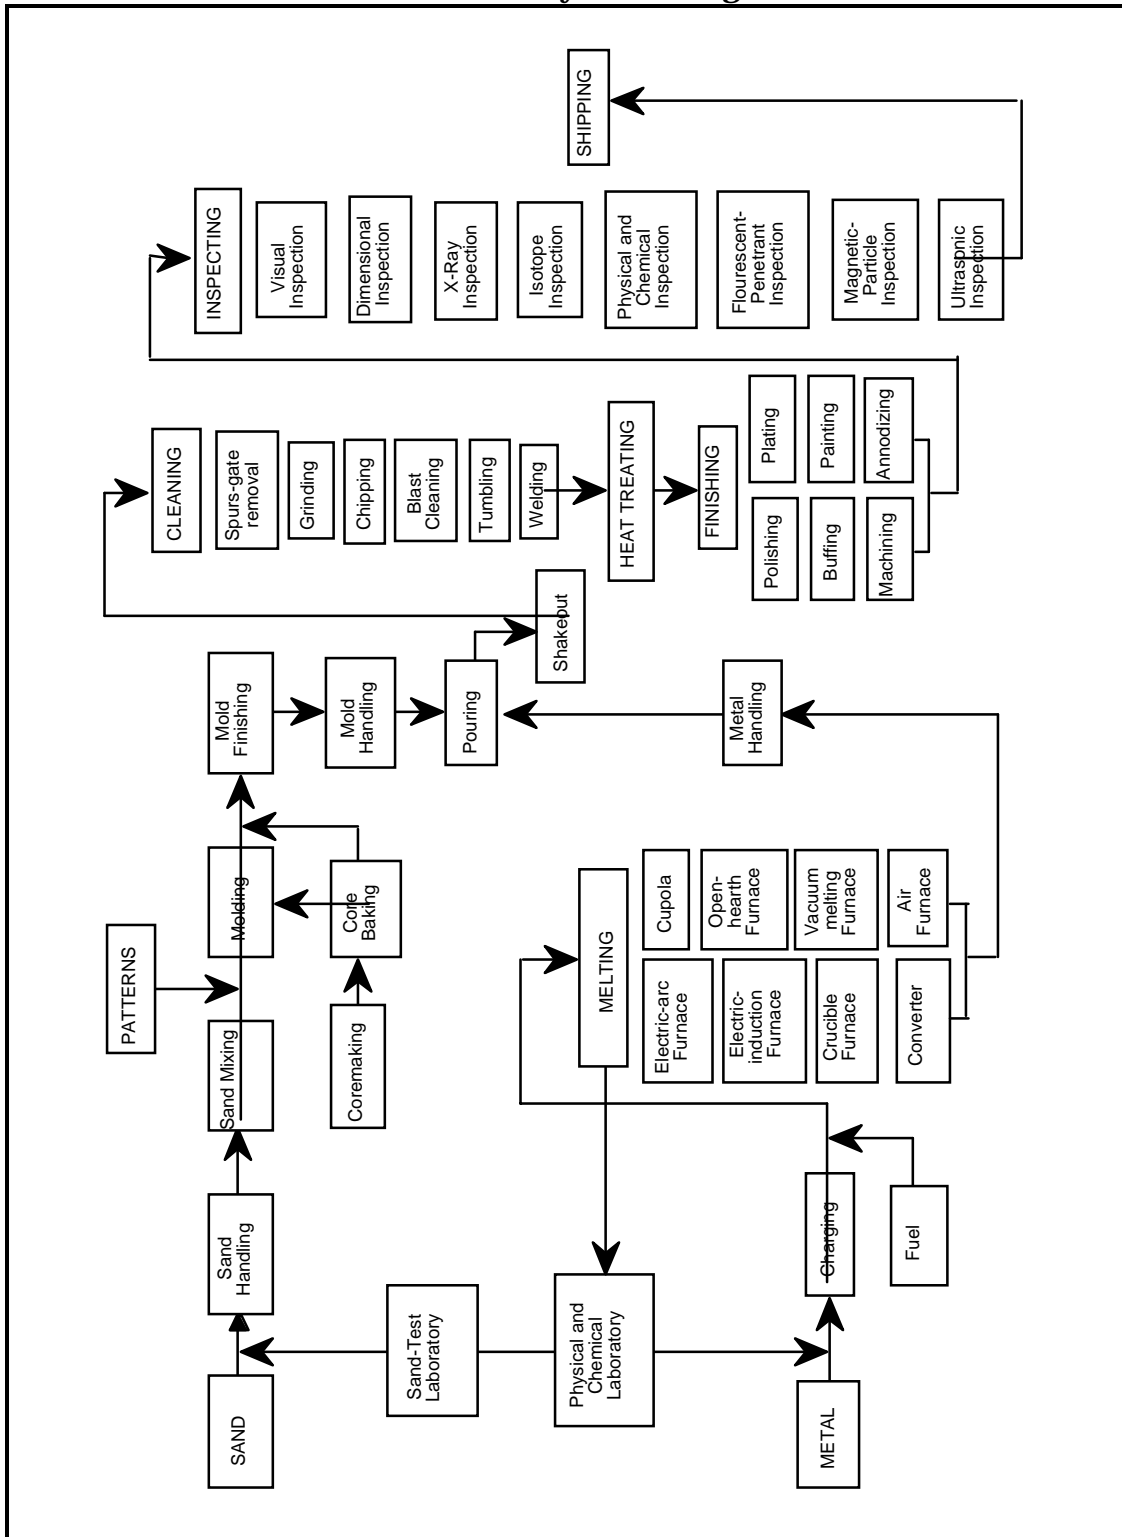 PATTERNS
SAND
Sand
Handling
Sand Mixing
Molding
Mold
Finishing
Coremaking
Core
Baking
Mold
Handling
Sand-Test
Laboratory
Pouring
Shakeout
Physical and
Chemical
Laboratory
METAL
Charging
Fuel
MELTING
Electric-arc
Furnace
Cupola
Electric-
induction
Furnace
Open-
hearth
Furnace
Crucible
Furnace
Vacuum
melting
Furnace
Converter
Air
Furnace
Metal
Handling
CLEANING
Spurs-gate
removal
Grinding
Chipping
Blast
Cleaning
Tumbling
Welding
HEAT TREATING
FINISHING
Polishing
Plating
Buffing
Painting
Machining
Annodizing
INSPECTING
Visual
Inspection
Dimensional
Inspection
X-Ray
Inspection
Isotope
Inspection
Physical and
Chemical
Inspection
Flourescent-
Penetrant
Inspection
Magnetic-
Particle
Inspection
Ultrasonic
Inspection
SHIPPING